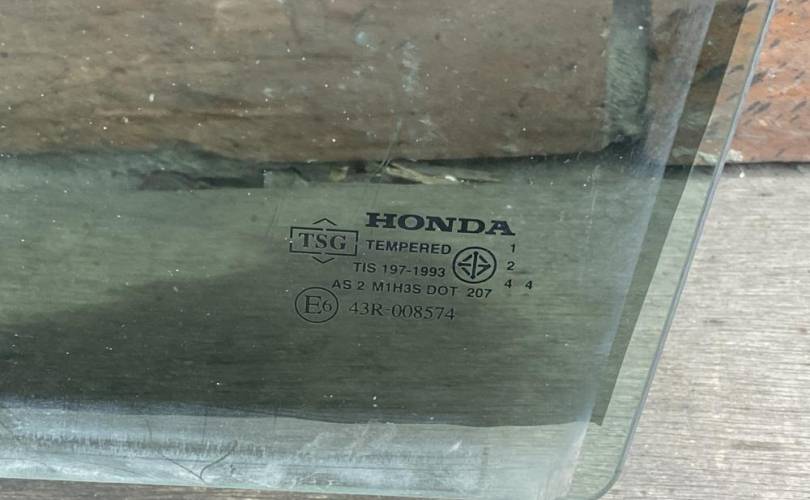 HONDA
TSG TEMPERED 1
TIS 197-1993 2
AS 2 M1H3S DOT 207 4 4
E6 43R-008574